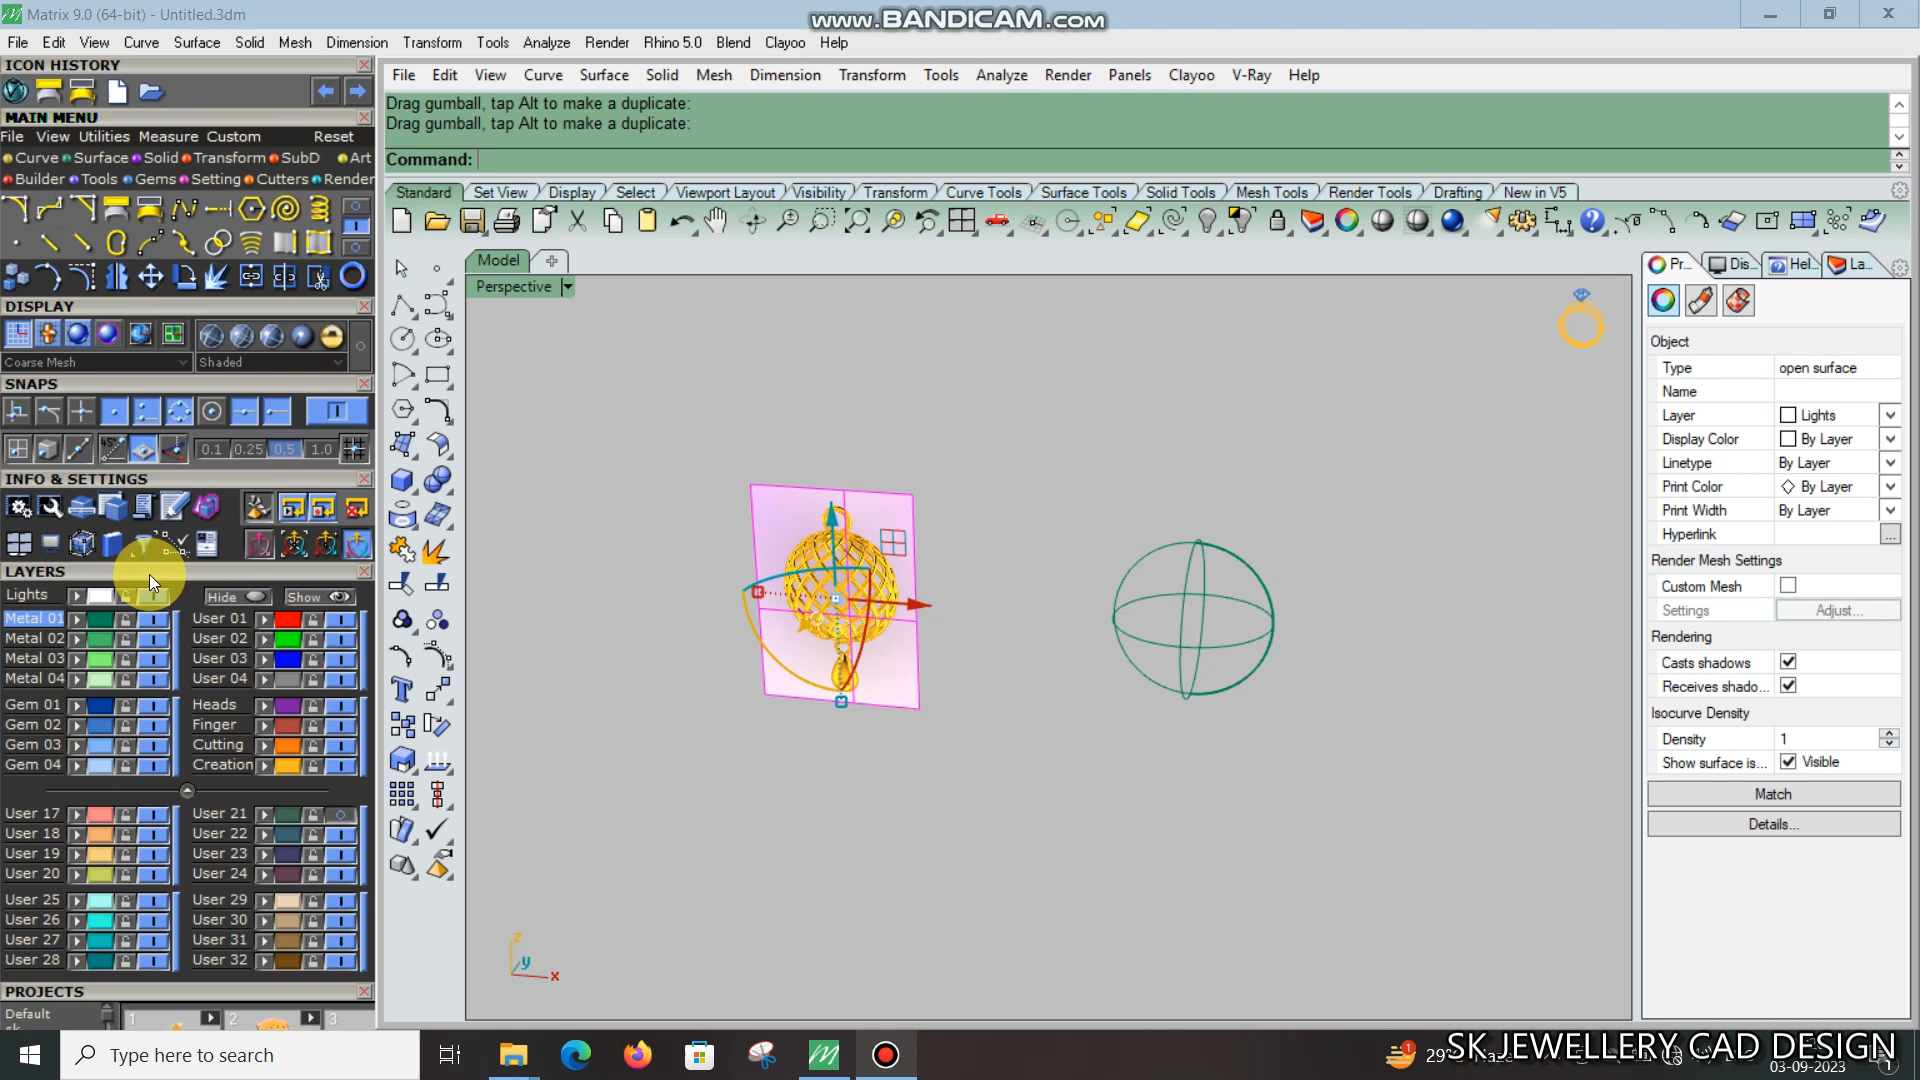 Matrix 9.0 (64-bit) - Untitled.3dm
www.BANDICAM.com
File Edit View Curve Surface Solid Mesh Dimension Transform Tools Analyze Render Rhino 5.0 Blend Clayoo Help
ICON HISTORY
MAIN MENU
File View Utilities Measure Custom Reset
Curve Surface Solid Transform SubD Art
Builder Tools Gems Setting Cutters Render
DISPLAY
Coarse Mesh Shaded
SNAPS
45° 0.1 0.25 0.5 1.0
INFO & SETTINGS
LAYERS
Lights Hide Show
Metal 01 User 01
Metal 02 User 02
Metal 03 User 03
Metal 04 User 04
Gem 01 Heads
Gem 02 Finger
Gem 03 Cutting
Gem 04 Creation
User 17 User 21
User 18 User 22
User 19 User 23
User 20 User 24
User 25 User 29
User 26 User 30
User 27 User 31
User 28 User 32
PROJECTS
Default 1 2 3
File Edit View Curve Surface Solid Mesh Dimension Transform Tools Analyze Render Panels Clayoo V-Ray Help
Drag gumball, tap Alt to make a duplicate:
Drag gumball, tap Alt to make a duplicate:
Command:
Standard Set View Display Select Viewport Layout Visibility Transform Curve Tools Surface Tools Solid Tools Mesh Tools Render Tools Drafting New in V5
Model
Perspective
z
y
x
Pr... Dis... Hel... La...
Object
Type open surface
Name
Layer Lights
Display Color By Layer
Linetype By Layer
Print Color By Layer
Print Width By Layer
Hyperlink ...
Render Mesh Settings
Custom Mesh
Settings Adjust...
Rendering
Casts shadows
Receives shado...
Isocurve Density
Density 1
Show surface is... Visible
Match
Details...
Type here to search
SK JEWELLERY CAD DESIGN
03-09-2023